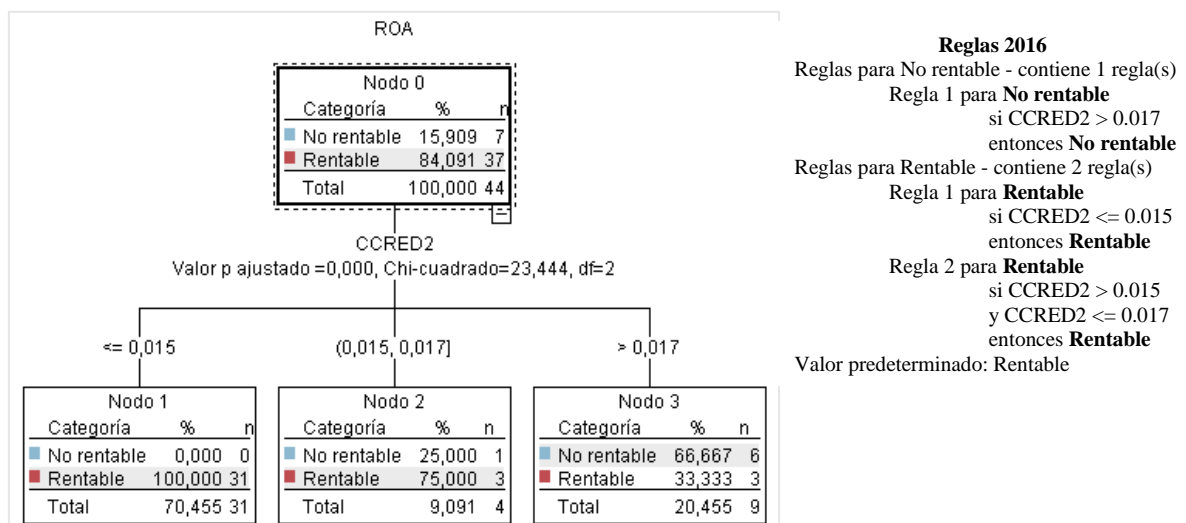 ROA
Nodo 0
Categoría % n
No rentable 15,909 7
Rentable 84,091 37
Total 100,000 44
CCRED2
Valor p ajustado =0,000, Chi-cuadrado=23,444, df=2
<= 0,015
(0,015, 0,017]
> 0,017
Nodo 1
Categoría % n
No rentable 0,000 0
Rentable 100,000 31
Total 70,455 31
Nodo 2
Categoría % n
No rentable 25,000 1
Rentable 75,000 3
Total 9,091 4
Nodo 3
Categoría % n
No rentable 66,667 6
Rentable 33,333 3
Total 20,455 9
Reglas 2016
Reglas para No rentable - contiene 1 regla(s)
Regla 1 para No rentable
si CCRED2 > 0.017
entonces No rentable
Reglas para Rentable - contiene 2 regla(s)
Regla 1 para Rentable
si CCRED2 <= 0.015
entonces Rentable
Regla 2 para Rentable
si CCRED2 > 0.015
y CCRED2 <= 0.017
entonces Rentable
Valor predeterminado: Rentable